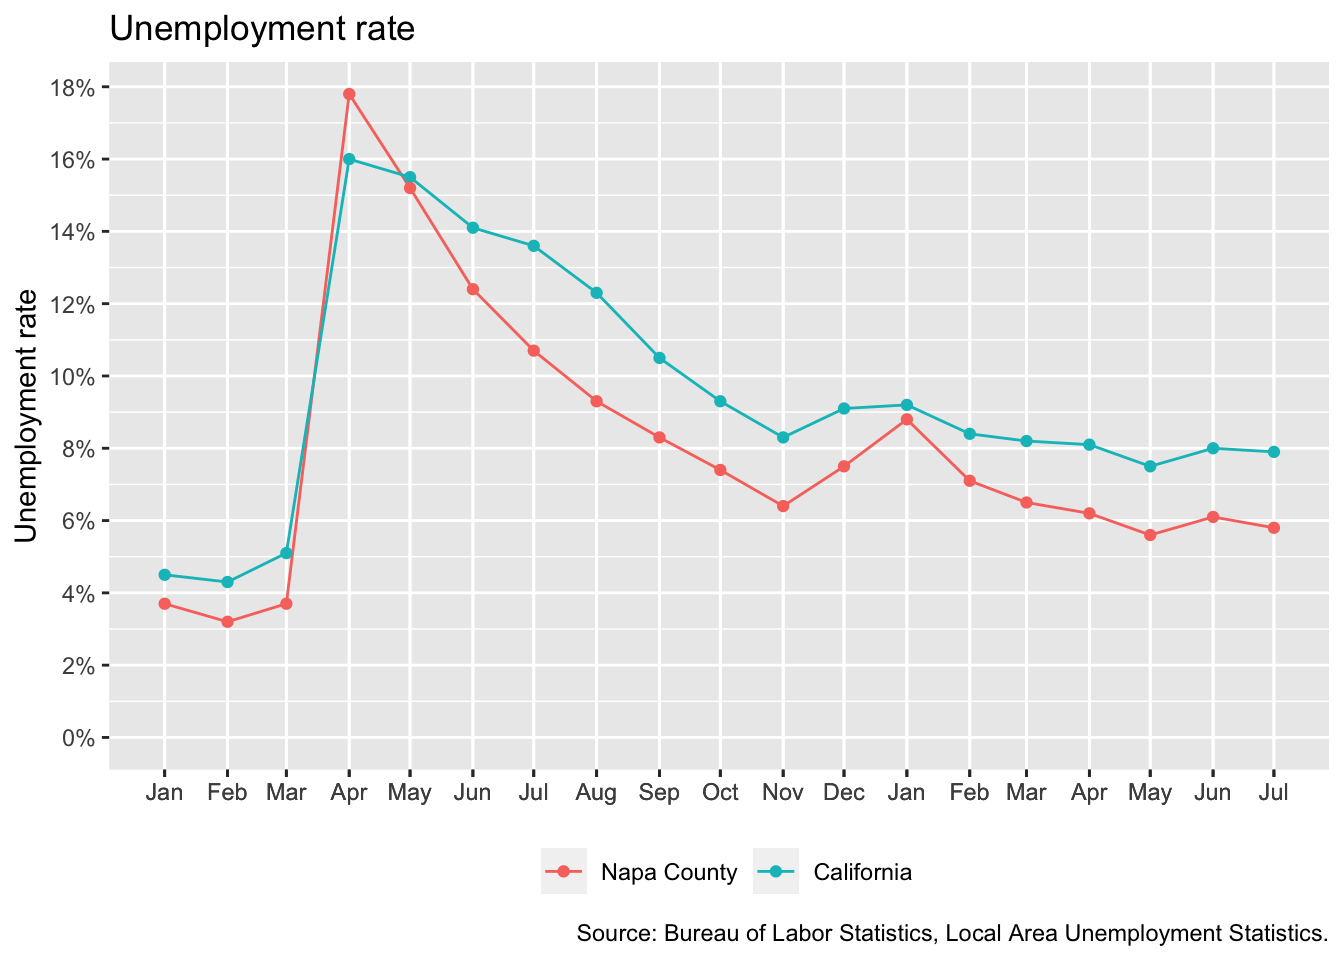 Unemployment rate
Unemployment rate
18%
16%
14%
12%
10%
8%
6%
4%
2%
0%
Jan Feb Mar Apr May Jun Jul Aug Sep Oct Nov Dec Jan Feb Mar Apr May Jun Jul
Napa County California
Source: Bureau of Labor Statistics, Local Area Unemployment Statistics.